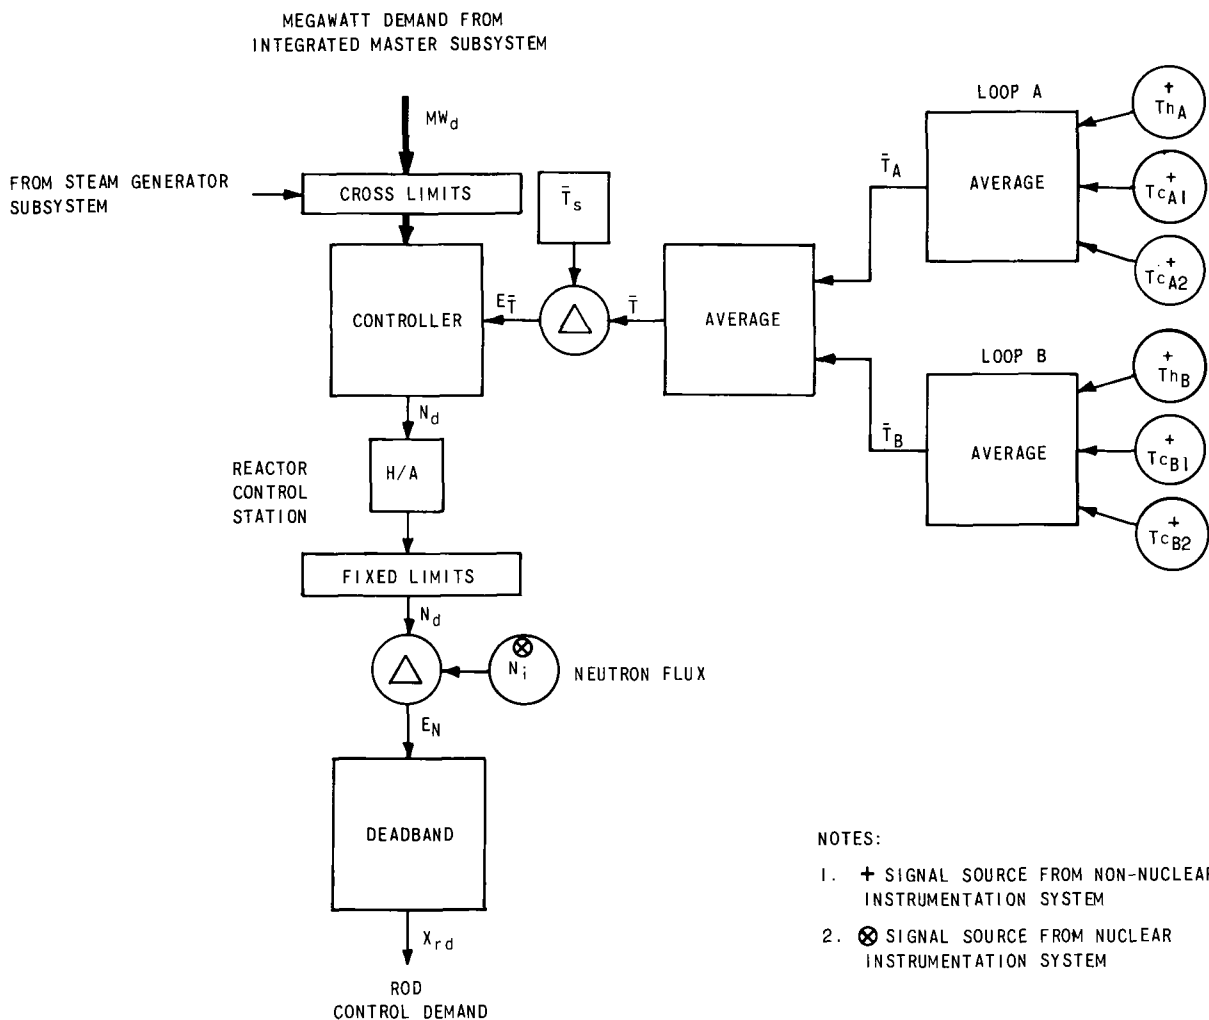 MEGAWATT DEMAND FROM
INTEGRATED MASTER SUBSYSTEM
MWd
FROM STEAM GENERATOR
SUBSYSTEM
CROSS LIMITS
T̄s
CONTROLLER
ET̄
T̄
AVERAGE
T̄A
LOOP A
AVERAGE
+
ThA
+
TcA1
+
TcA2
T̄B
LOOP B
AVERAGE
+
ThB
+
TcB1
+
TcB2
Nd
H/A
REACTOR
CONTROL
STATION
FIXED LIMITS
Nd
Ni
NEUTRON FLUX
EN
DEADBAND
Xrd
ROD
CONTROL DEMAND
NOTES:
1. + SIGNAL SOURCE FROM NON-NUCLEAR
INSTRUMENTATION SYSTEM
2. ⊗ SIGNAL SOURCE FROM NUCLEAR
INSTRUMENTATION SYSTEM